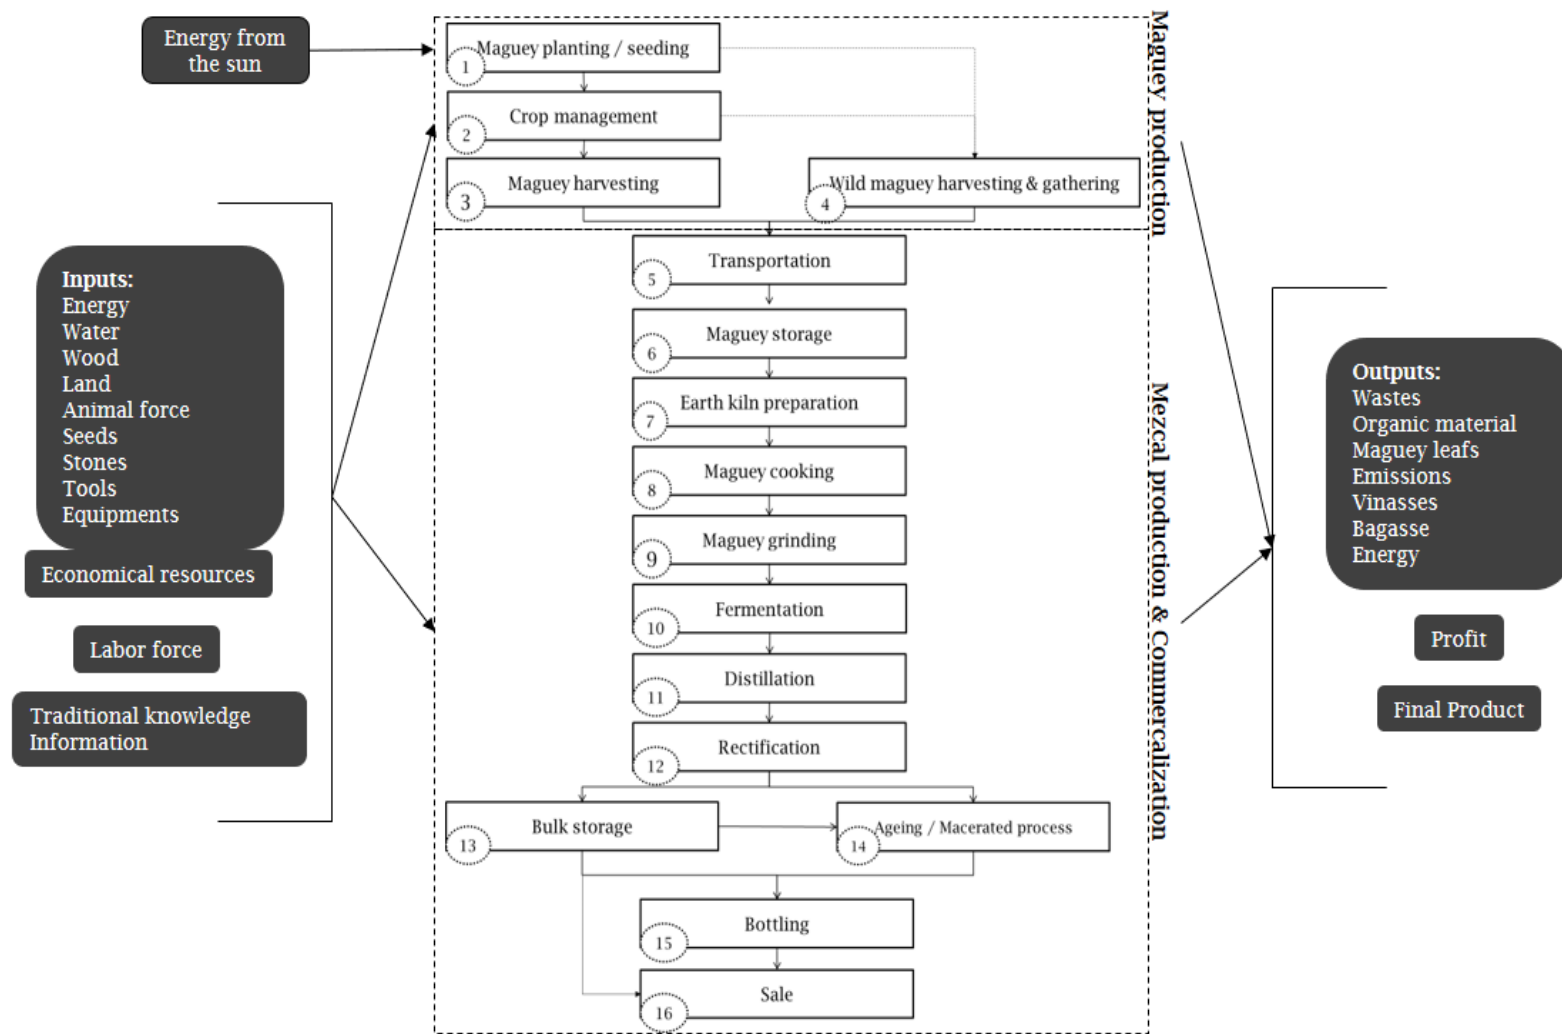 Energy from
the sun
Inputs:
Energy
Water
Wood
Land
Animal force
Seeds
Stones
Tools
Equipments
Economical resources
Labor force
Traditional knowledge
Information
Maguey planting / seeding
1
Crop management
2
Maguey harvesting
3
Wild maguey harvesting & gathering
4
Maguey production
Transportation
5
Maguey storage
6
Earth kiln preparation
7
Maguey cooking
8
Maguey grinding
9
Fermentation
10
Distillation
11
Rectification
12
Bulk storage
13
Ageing / Macerated process
14
Bottling
15
Sale
16
Mezcal production & Commercalization
Outputs:
Wastes
Organic material
Maguey leafs
Emissions
Vinasses
Bagasse
Energy
Profit
Final Product